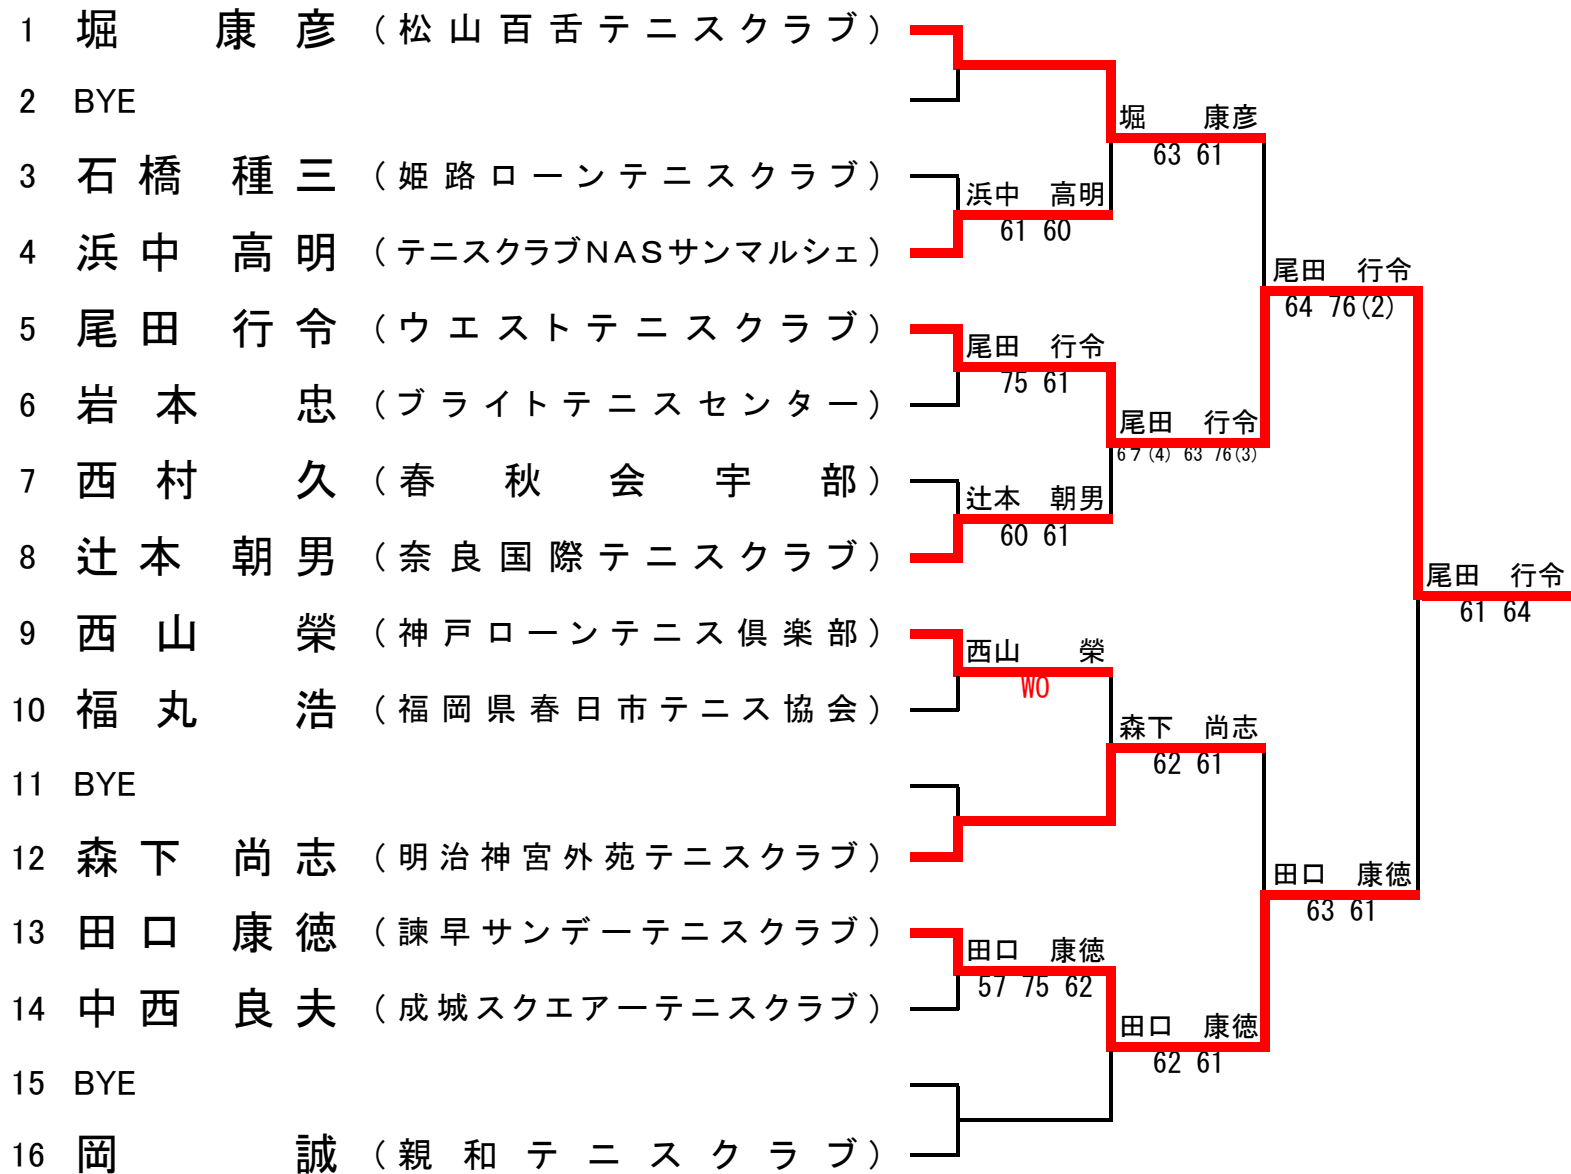 1 堀 康彦 (松山百舌テニスクラブ)
2 BYE
3 石橋 種三 (姫路ローンテニスクラブ)
4 浜中 高明 (テニスクラブNASサンマルシェ)
5 尾田 行令 (ウエストテニスクラブ)
6 岩本 忠 (ブライトテニスセンター)
7 西村 久 (春秋会宇部)
8 辻本 朝男 (奈良国際テニスクラブ)
9 西山 榮 (神戸ローンテニス倶楽部)
10 福丸 浩 (福岡県春日市テニス協会)
11 BYE
12 森下 尚志 (明治神宮外苑テニスクラブ)
13 田口 康徳 (諫早サンデーテニスクラブ)
14 中西 良夫 (成城スクエアーテニスクラブ)
15 BYE
16 岡 誠 (親和テニスクラブ)
浜中 高明
61 60
尾田 行令
75 61
辻本 朝男
60 61
西山 榮
WO
田口 康徳
57 75 62
堀 康彦
63 61
尾田 行令
67(4) 63 76(3)
森下 尚志
62 61
田口 康徳
62 61
尾田 行令
64 76(2)
田口 康徳
63 61
尾田 行令
61 64